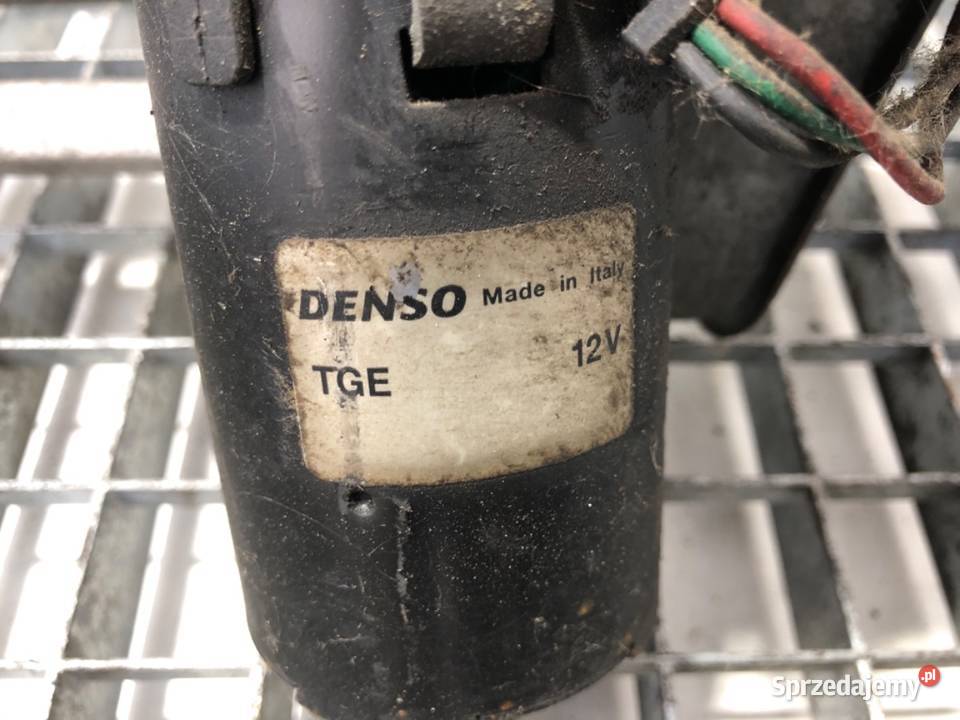 DENSO Made in Italy
TGE 12V
Sprzedajemy.pl